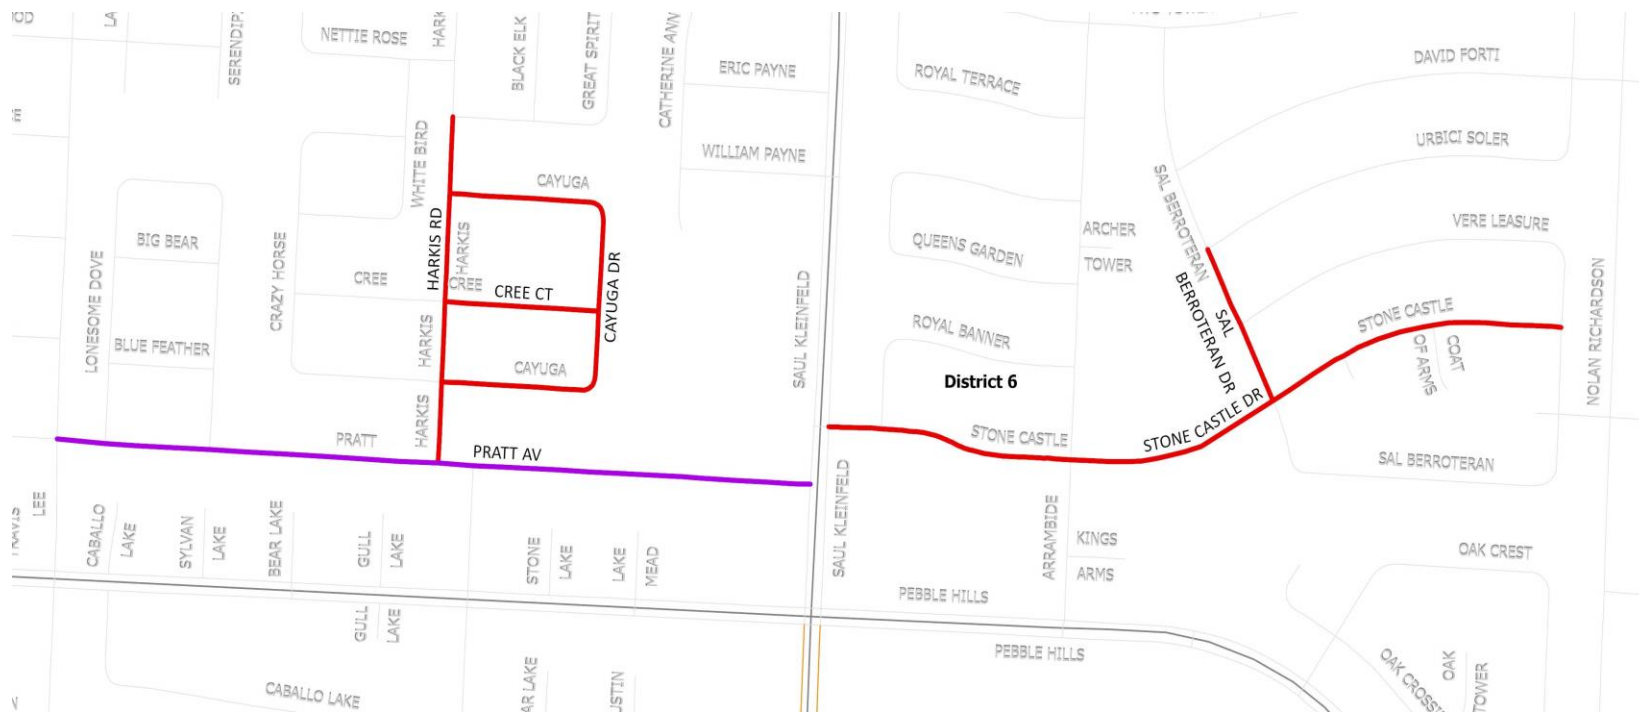 NETTIE ROSE
SERENDIP
BLACK ELK
GREAT SPIRIT
CATHERINE ANN
ERIC PAYNE
ROYAL TERRACE
DAVID FORTI
WHITE BIRD
WILLIAM PAYNE
URBICI SOLER
CAYUGA
SAL BERROTERAN
VERE LEASURE
BIG BEAR
LONESOME DOVE
CRAZY HORSE
HARKIS RD
HARKIS
ARCHER
TOWER
QUEENS GARDEN
CREE
CREE
CREE CT
CAYUGA DR
SAUL KLEINFELD
SAL
BERROTERAN DR
STONE CASTLE
NOLAN RICHARDSON
BLUE FEATHER
HARKIS
ROYAL BANNER
COAT
OF ARMS
CAYUGA
District 6
HARKIS
PRATT
PRATT AV
STONE CASTLE
STONE CASTLE DR
SAL BERROTERAN
LEE
CABALLO
LAKE
SYLVAN
LAKE
BEAR LAKE
GULL
LAKE
STONE
LAKE
LAKE
MEAD
SAUL KLEINFELD
ARRAMBIDE
KINGS
ARMS
OAK CREST
PEBBLE HILLS
GULL
LAKE
PEBBLE HILLS
CABALLO LAKE
AR LAKE
USTIN
OAK CROSSI
OAK
TOWER